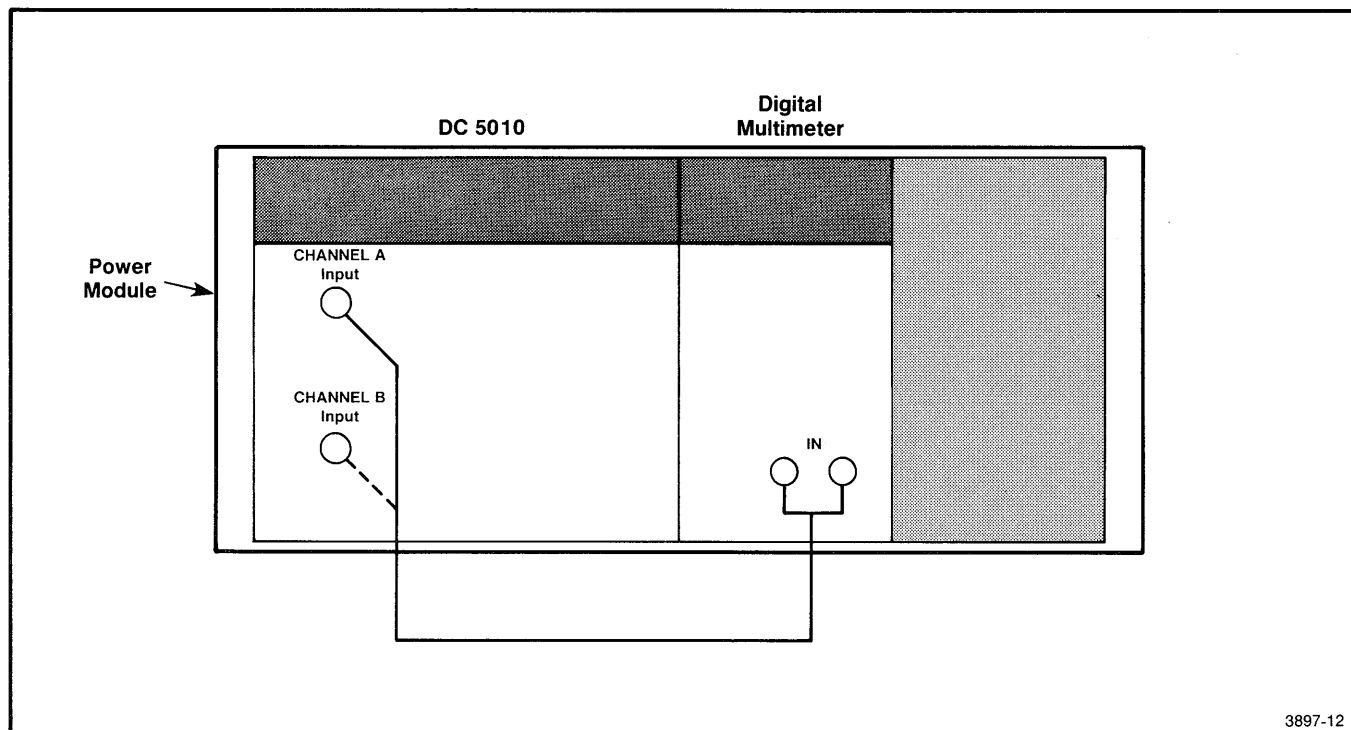 DC 5010
Digital
Multimeter
Power
Module
CHANNEL A
Input
CHANNEL B
Input
IN
3897-12